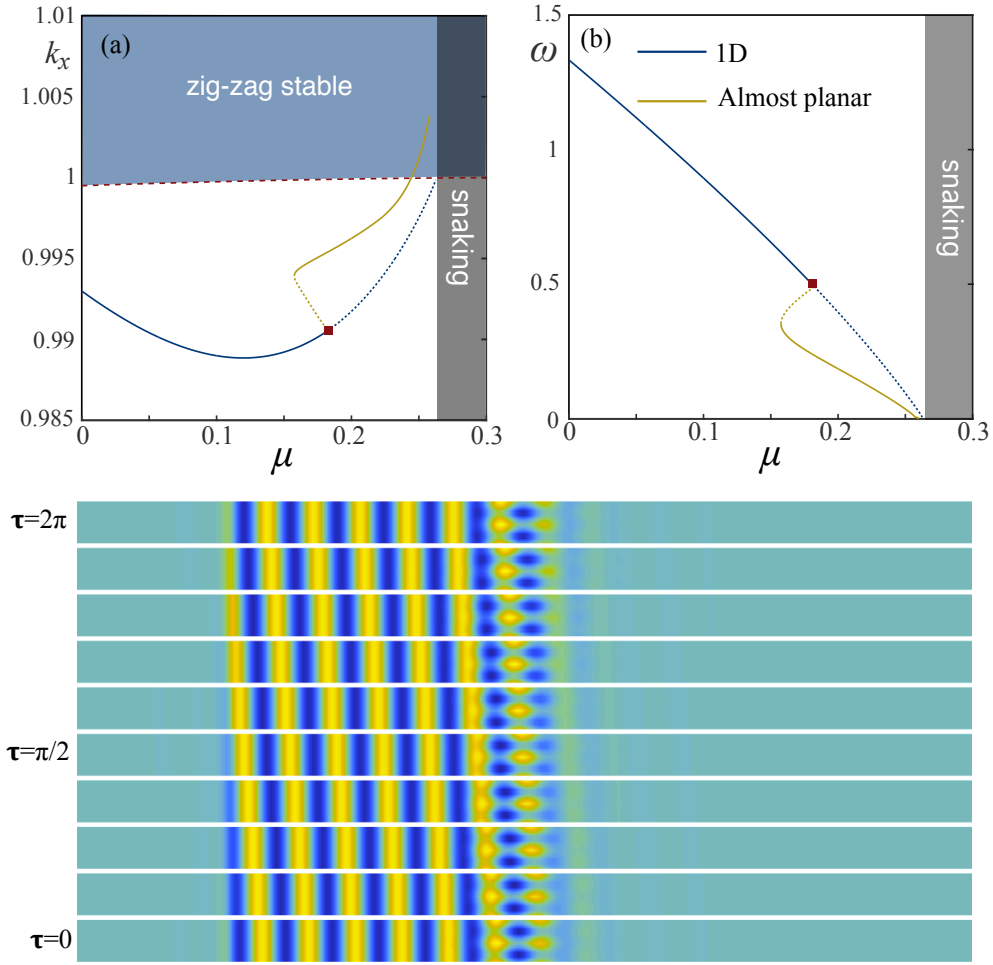 (a)
k_x
1.01
1.005
1
0.995
0.99
0.985
zig-zag stable
snaking
0
0.1
0.2
0.3
μ
(b)
ω
1.5
1
0.5
0
1D
Almost planar
snaking
0
0.1
0.2
0.3
μ
τ=2π
τ=π/2
τ=0